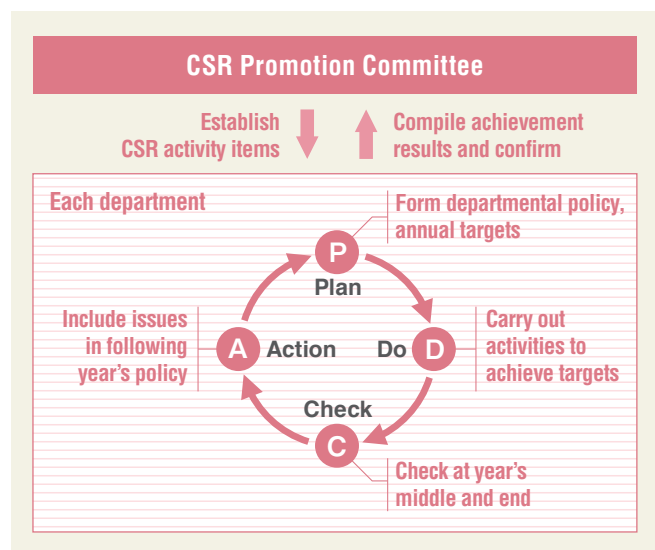 CSR Promotion Committee
Establish
CSR activity items
Compile achievement
results and confirm
Each department
Form departmental policy,
annual targets
P
Plan
Include issues
in following
year's policy
A
Action
Do
D
Carry out
activities to
achieve targets
Check
C
Check at year's
middle and end